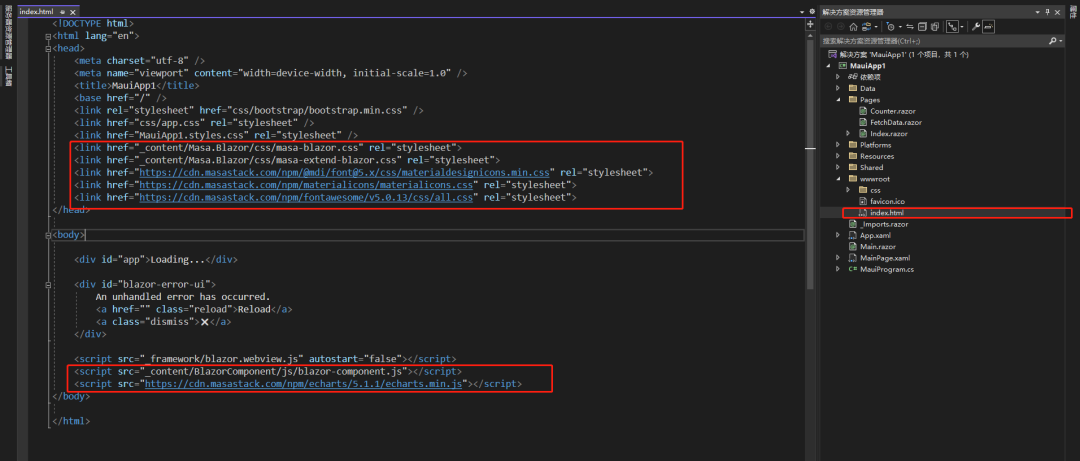 index.html
<!DOCTYPE html>
<html lang="en">
<head>
<meta charset="utf-8" />
<meta name="viewport" content="width=device-width, initial-scale=1.0" />
<title>MauiApp1</title>
<base href="/" />
<link rel="stylesheet" href="css/bootstrap/bootstrap.min.css" />
<link href="css/app.css" rel="stylesheet" />
<link href="MauiApp1.styles.css" rel="stylesheet" />
<link href="_content/Masa.Blazor/css/masa-blazor.css" rel="stylesheet">
<link href="_content/Masa.Blazor/css/masa-extend-blazor.css" rel="stylesheet">
<link href="https://cdn.masastack.com/npm/@mdi/font@5.x/css/materialdesignicons.min.css" rel="stylesheet">
<link href="https://cdn.masastack.com/npm/materialicons/materialicons.css" rel="stylesheet">
<link href="https://cdn.masastack.com/npm/fontawesome/v5.0.13/css/all.css" rel="stylesheet">
</head>
<body>
<div id="app">Loading...</div>
<div id="blazor-error-ui">
An unhandled error has occurred.
<a href="" class="reload">Reload</a>
<a class="dismiss">🗙</a>
</div>
<script src="_framework/blazor.webview.js" autostart="false"></script>
<script src="_content/BlazorComponent/js/blazor-component.js"></script>
<script src="https://cdn.masastack.com/npm/echarts/5.1.1/echarts.min.js"></script>
</body>
</html>
解决方案资源管理器
搜索解决方案资源管理器(Ctrl+;)
解决方案 'MauiApp1' (1 个项目，共 1 个)
MauiApp1
依赖项
Data
Pages
Counter.razor
FetchData.razor
Index.razor
Platforms
Resources
Shared
wwwroot
css
favicon.ico
index.html
_Imports.razor
App.xaml
Main.razor
MainPage.xaml
C# MauiProgram.cs
属性
工具箱